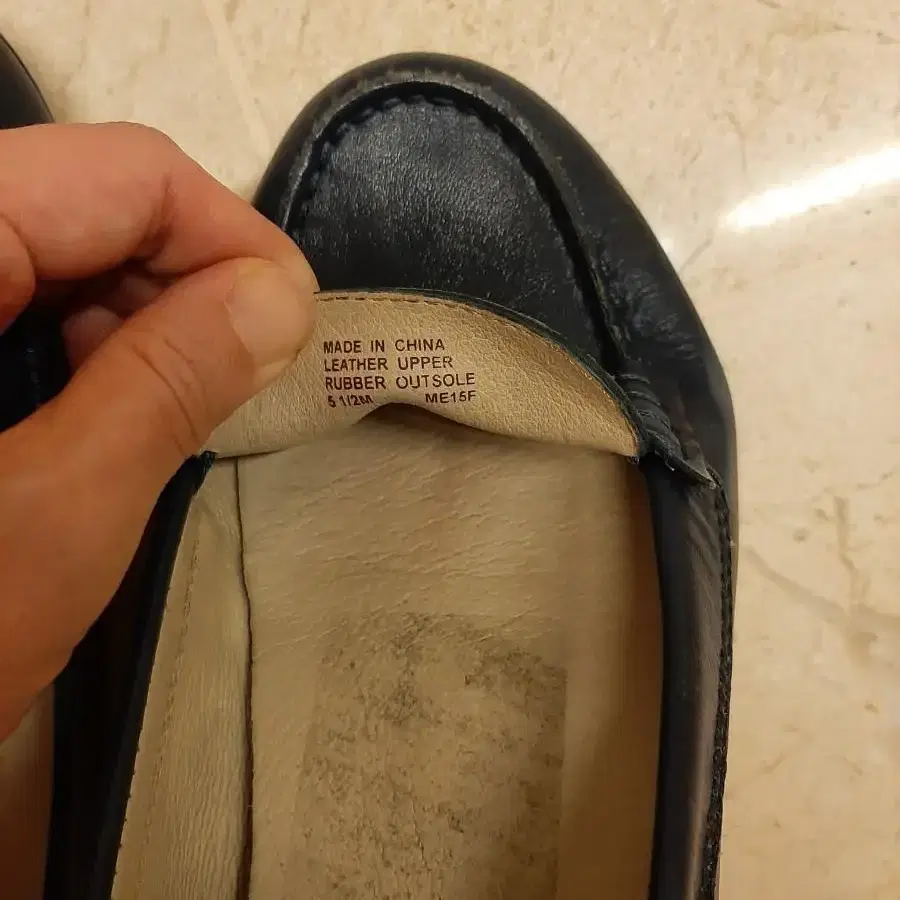 MADE IN CHINA
LEATHER UPPER
RUBBER OUTSOLE
5 1/2M ME15F